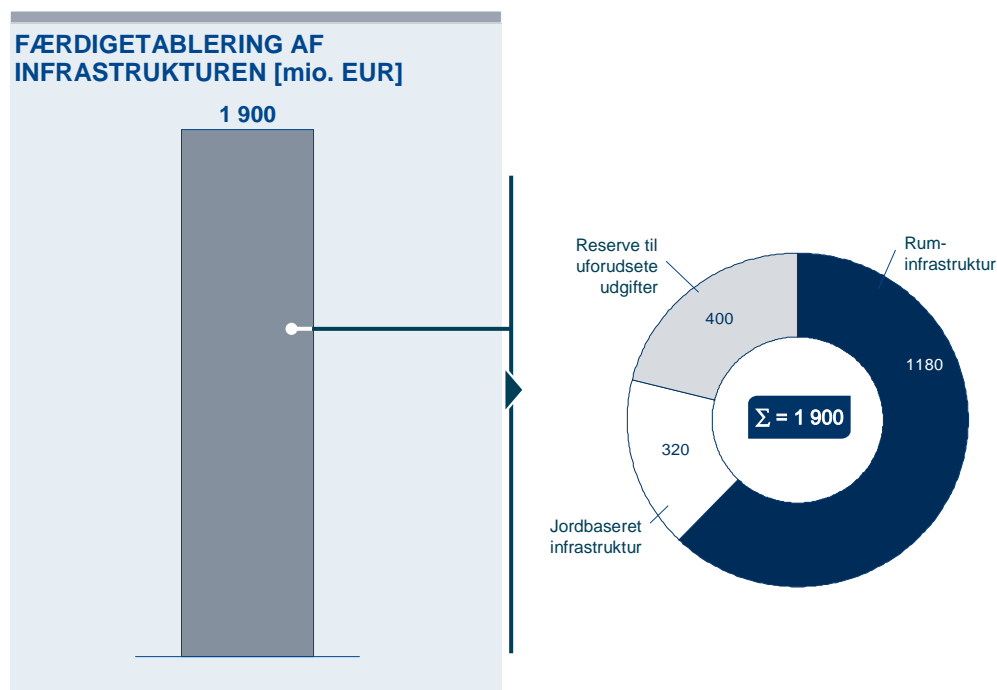 FÆRDIGETABLERING AF
INFRASTRUKTUREN [mio. EUR]
1 900
Reserve til
uforudsete
udgifter
Rum-
infrastruktur
400
1180
Σ = 1 900
320
Jordbaseret
infrastruktur